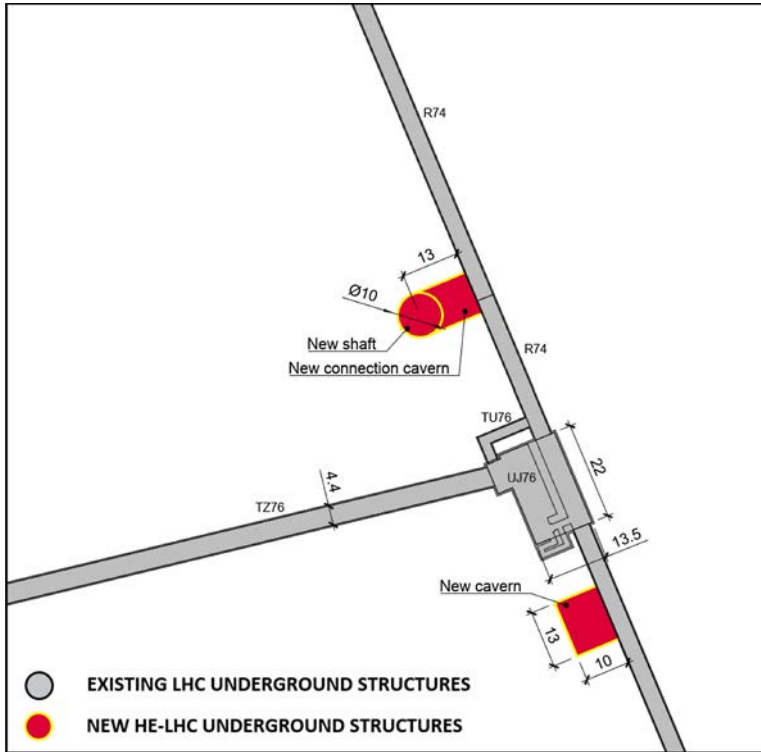 R74
13
Ø10
New shaft
New connection cavern
R74
TU76
22
UJ76
4.4
TZ76
13.5
New cavern
13
10
EXISTING LHC UNDERGROUND STRUCTURES
NEW HE-LHC UNDERGROUND STRUCTURES